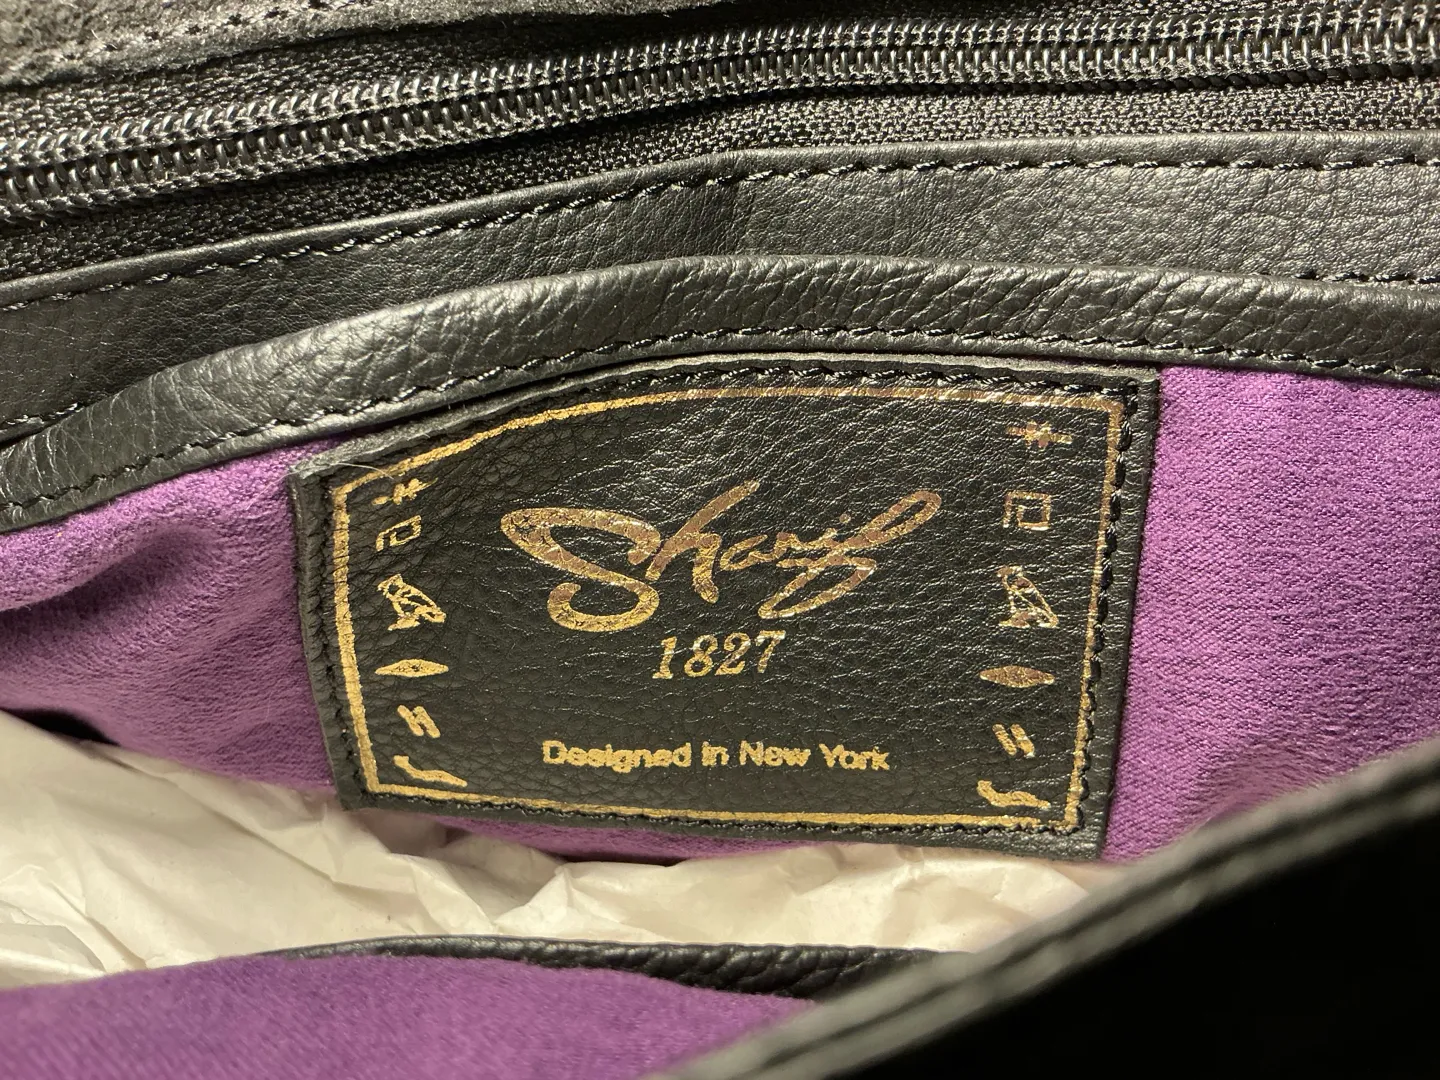 Sharif
1827
Designed in New York